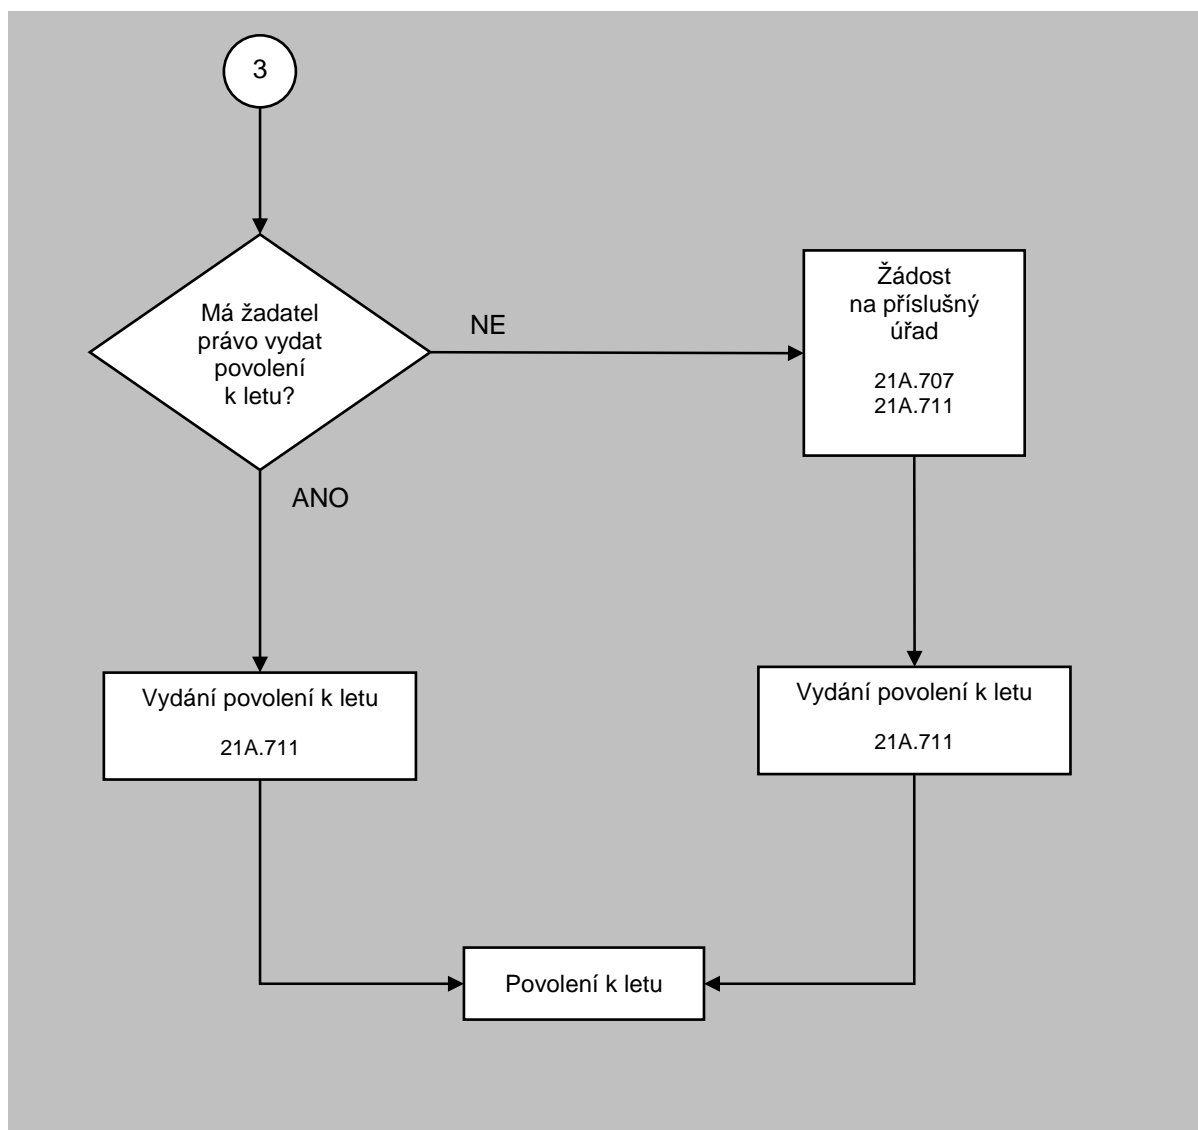 3
Má žadatel
právo vydat
povolení
k letu?
NE
Žádost
na příslušný
úřad
21A.707
21A.711
ANO
Vydání povolení k letu
21A.711
Vydání povolení k letu
21A.711
Povolení k letu